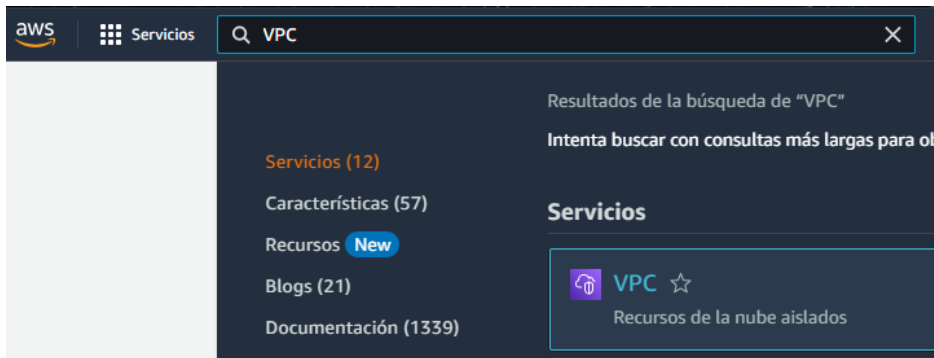 aws
Servicios
VPC
Resultados de la búsqueda de “VPC”
Intenta buscar con consultas más largas para
Servicios (12)
Características (57)
Recursos New
Blogs (21)
Documentación (1339)
Servicios
VPC
Recursos de la nube aislados